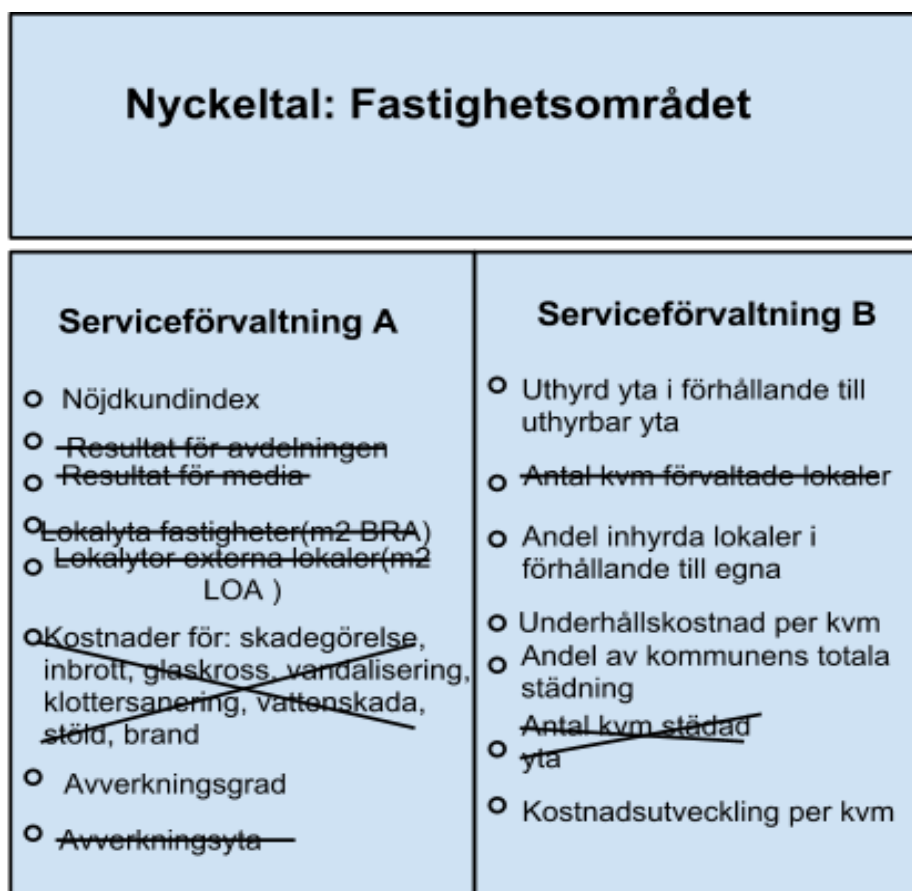 Nyckeltal: Fastighetsområdet
Serviceförvaltning A
Nöjdkundindex
Resultat för avdelningen
Resultat för media
Lokalyta fastigheter(m2 BRA)
Lokalytor externa lokaler(m2
LOA )
Kostnader för: skadegörelse,
inbrott, glaskross, vandalisering,
klottersanering, vattenskada,
stöld, brand
Avverkningsgrad
Avverkningsyta
Serviceförvaltning B
Uthyrd yta i förhållande till
uthyrbar yta
Antal kvm förvaltade lokaler
Andel inhyrda lokaler i
förhållande till egna
Underhållskostnad per kvm
Andel av kommunens totala
städning
Antal kvm städad
yta
Kostnadsutveckling per kvm